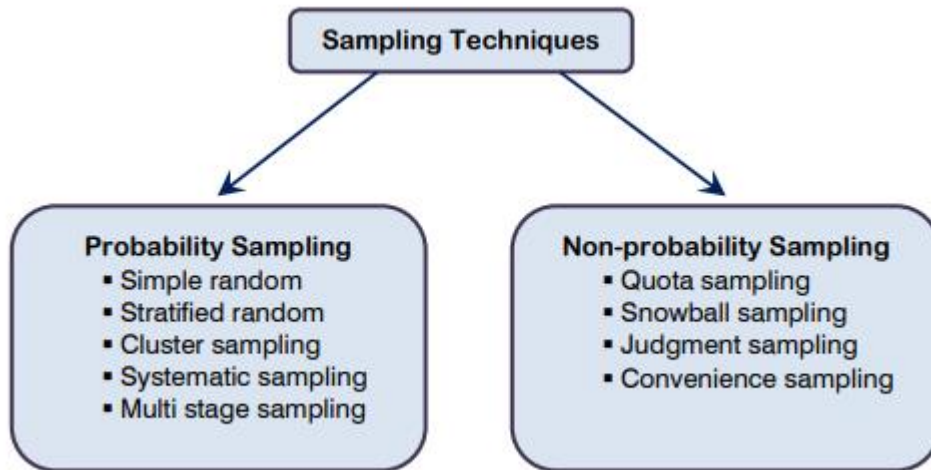 Sampling Techniques
Probability Sampling
▪ Simple random
▪ Stratified random
▪ Cluster sampling
▪ Systematic sampling
▪ Multi stage sampling
Non-probability Sampling
▪ Quota sampling
▪ Snowball sampling
▪ Judgment sampling
▪ Convenience sampling